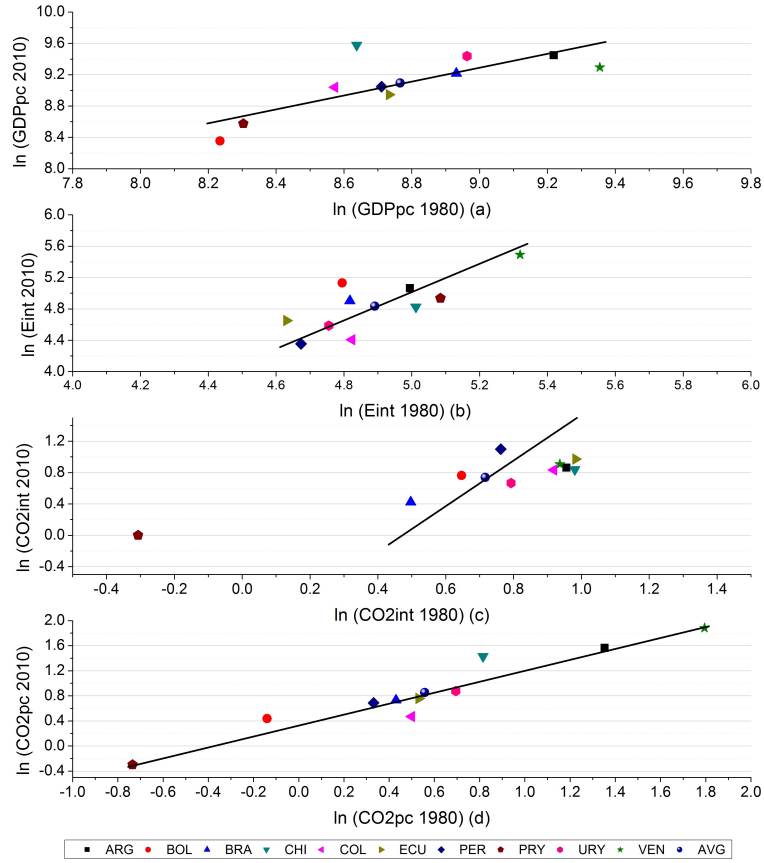 10.0
9.6
9.2
8.8
8.4
8.0
ln (GDPpc 2010)
7.8 8.0 8.2 8.4 8.6 8.8 9.0 9.2 9.4 9.6 9.8
ln (GDPpc 1980) (a)
6.0
5.6
5.2
4.8
4.4
4.0
ln (Eint 2010)
4.0 4.2 4.4 4.6 4.8 5.0 5.2 5.4 5.6 5.8 6.0
ln (Eint 1980) (b)
1.2
0.8
0.4
0.0
-0.4
ln (CO2int 2010)
-0.4 -0.2 0.0 0.2 0.4 0.6 0.8 1.0 1.2 1.4
ln (CO2int 1980) (c)
2.0
1.6
1.2
0.8
0.4
0.0
-0.4
ln (CO2pc 2010)
-1.0 -0.8 -0.6 -0.4 -0.2 0.0 0.2 0.4 0.6 0.8 1.0 1.2 1.4 1.6 1.8 2.0
ln (CO2pc 1980) (d)
ARG BOL BRA CHI COL ECU PER PRY URY VEN AVG